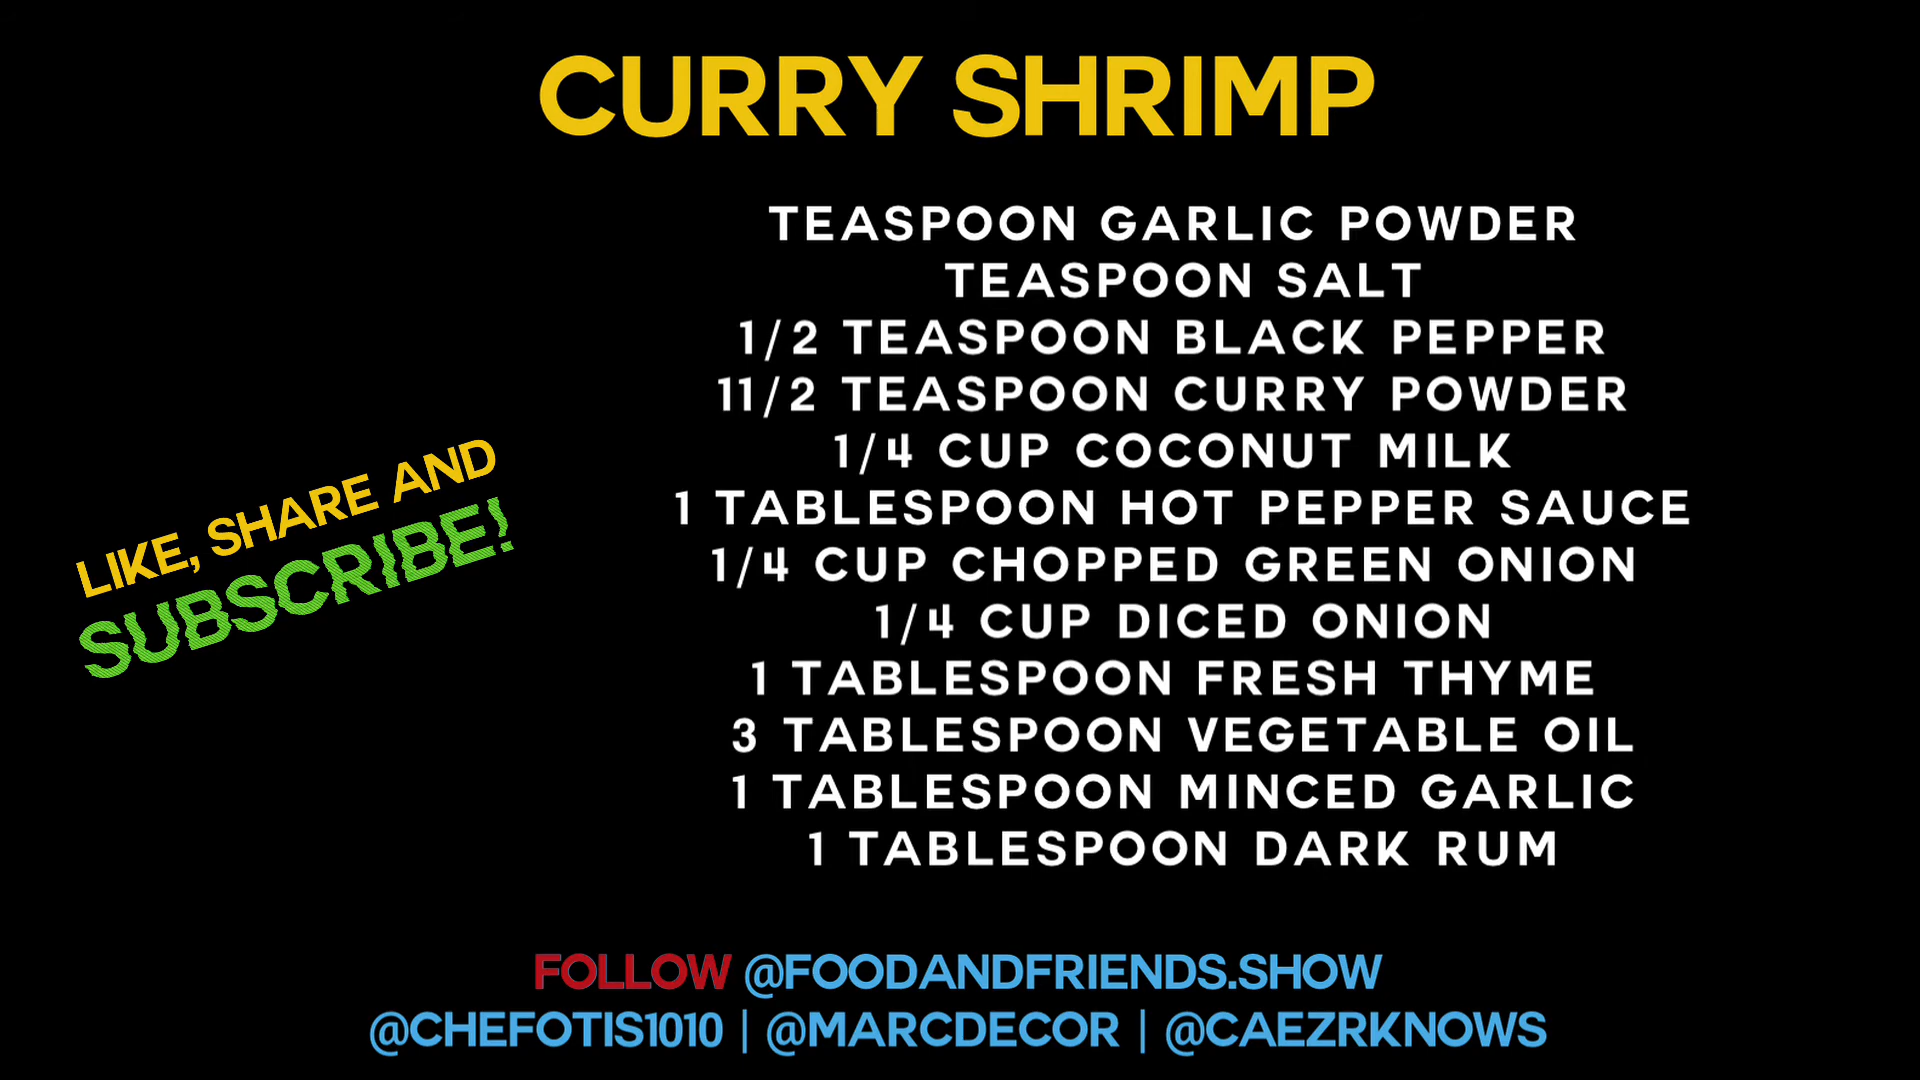 CURRY SHRIMP
TEASPOON GARLIC POWDER
TEASPOON SALT
1/2 TEASPOON BLACK PEPPER
11/2 TEASPOON CURRY POWDER
1/4 CUP COCONUT MILK
1 TABLESPOON HOT PEPPER SAUCE
1/4 CUP CHOPPED GREEN ONION
1/4 CUP DICED ONION
1 TABLESPOON FRESH THYME
3 TABLESPOON VEGETABLE OIL
1 TABLESPOON MINCED GARLIC
1 TABLESPOON DARK RUM
LIKE, SHARE AND
SUBSCRIBE!
FOLLOW @FOODANDFRIENDS.SHOW
@CHEFOTIS1010 | @MARCDECOR | @CAEZRKNOWS